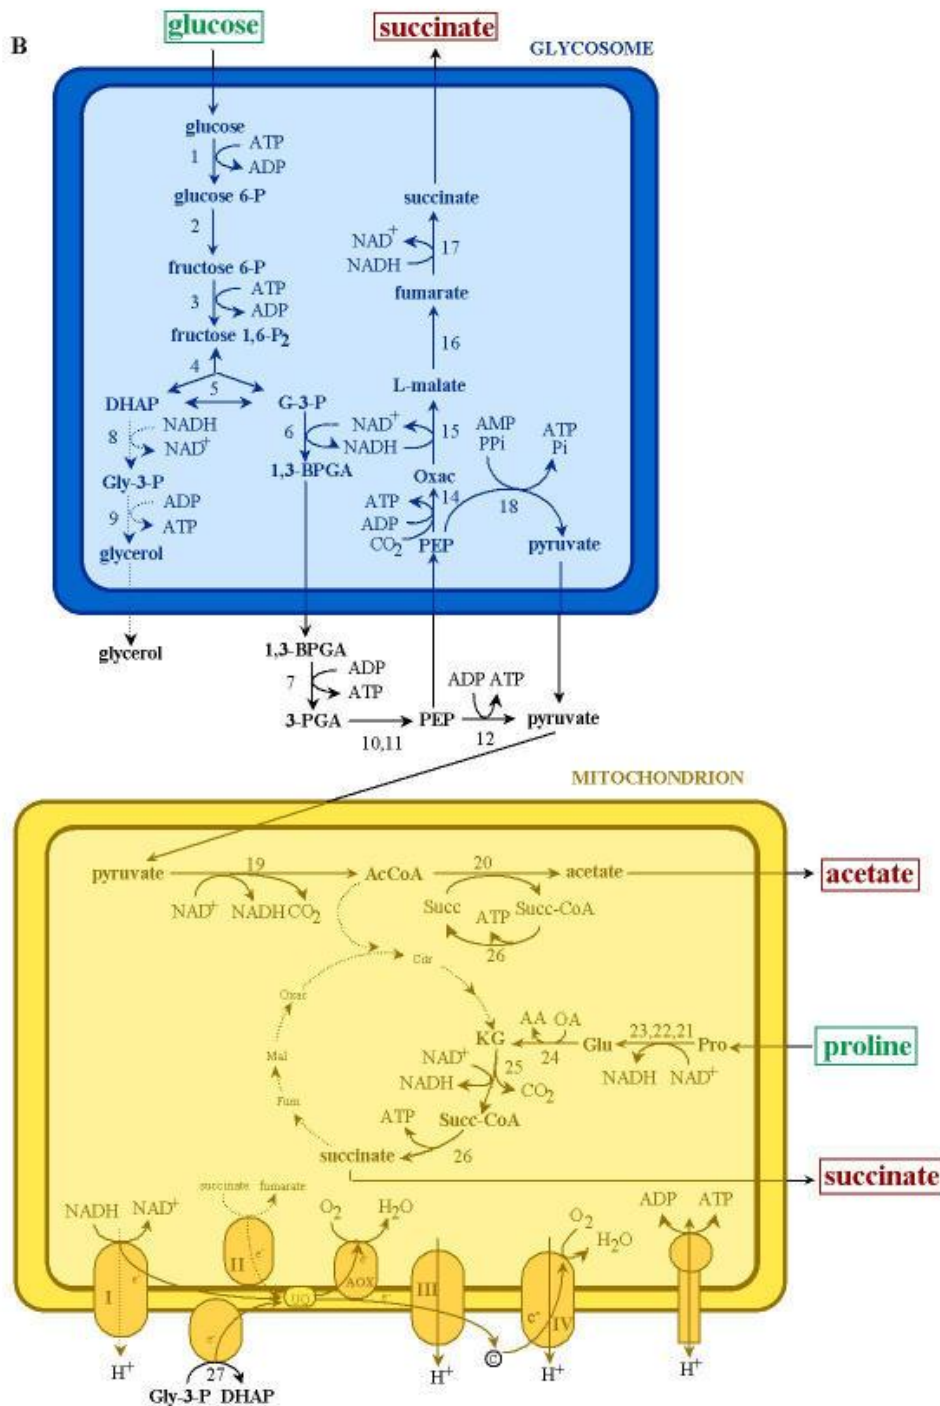 B
glucose
succinate
GLYCOSOME
glucose
1
ATP
ADP
glucose 6-P
2
fructose 6-P
3
ATP
ADP
fructose 1,6-P2
4
5
DHAP
G-3-P
8
NADH
NAD+
Gly-3-P
9
ADP
ATP
glycerol
6
NAD+
NADH
1,3-BPGA
succinate
NAD+
NADH
17
fumarate
16
L-malate
15
AMP
PPi
ATP
Pi
Oxac
14
ATP
ADP
CO2
PEP
18
pyruvate
glycerol
1,3-BPGA
7
ADP
ATP
3-PGA
10,11
PEP
ADP ATP
12
pyruvate
MITOCHONDRION
pyruvate
19
NAD+
NADH CO2
AcCoA
20
acetate
acetate
Succ
ATP
Succ-CoA
26
Citr
Oxac
Mal
Fum
KG
AA OA
24
Glu
23,22,21
Pro
proline
NADH NAD+
NAD+
NADH
25
CO2
Succ-CoA
ATP
26
succinate
succinate
NADH
NAD+
succinate
fumarate
O2
H2O
O2
H2O
ADP
ATP
I
e-
II
e-
e-
AOX
e-
III
e-
IV
C
e-
27
H+
H+
H+
H+
Gly-3-P DHAP